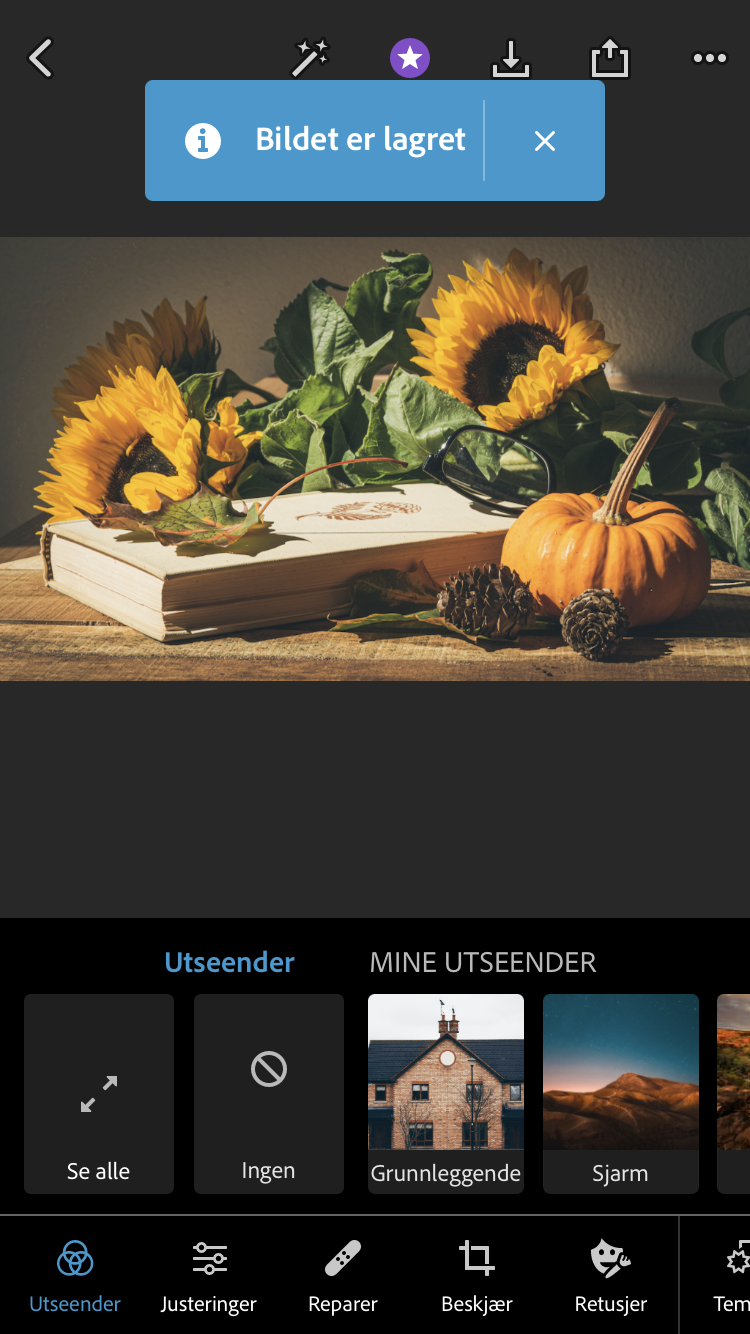 Bildet er lagret
Utseender
MINE UTSEENDER
Se alle
Ingen
Grunnleggende
Sjarm
Utseender
Justeringer
Reparer
Beskjær
Retusjer
Tem